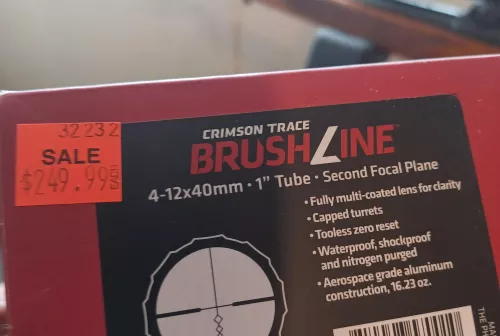 32232
SALE
$249.99
CRIMSON TRACE
BRUSHLINE
4-12x40mm • 1" Tube • Second Focal Plane
• Fully multi-coated lens for clarity
• Capped turrets
• Tooless zero reset
• Waterproof, shockproof
and nitrogen purged
• Aerospace grade aluminum
construction, 16.23 oz.